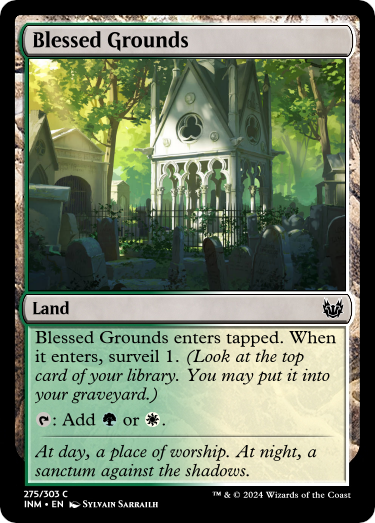 Blessed Grounds
Land
Blessed Grounds enters tapped. When
it enters, surveil 1. (Look at the top
card of your library. You may put it into
your graveyard.)
: Add or .
At day, a place of worship. At night, a
sanctum against the shadows.
275/303 C
INM • EN Sylvain Sarrailh
™ & © 2024 Wizards of the Coast